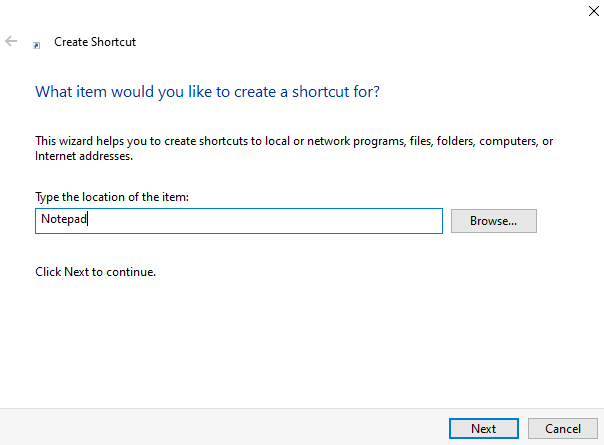 Create Shortcut
What item would you like to create a shortcut for?
This wizard helps you to create shortcuts to local or network programs, files, folders, computers, or
Internet addresses.
Type the location of the item:
Notepad
Browse...
Click Next to continue.
Next
Cancel